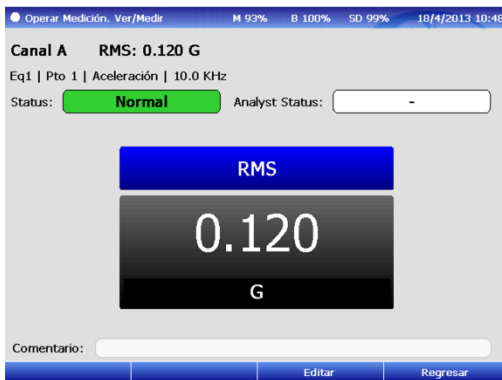 Operar Medición. Ver/Medir M 93% B 100% SD 99% 18/4/2013 10:46
Canal A RMS: 0.120 G
Eq1 | Pto 1 | Aceleración | 10.0 KHz
Status: Normal Analyst Status: -
RMS
0.120
G
Comentario:
Editar Regresar